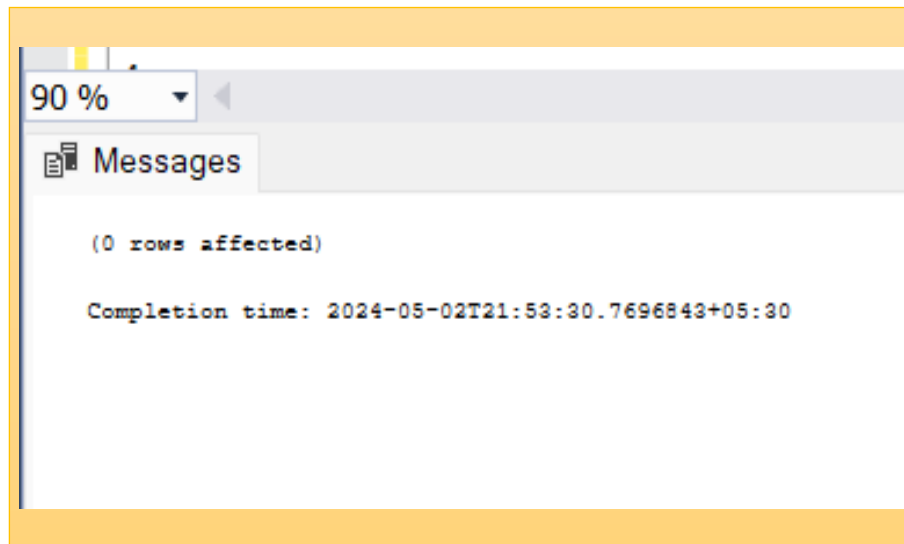 90 %
Messages
(0 rows affected)
Completion time: 2024-05-02T21:53:30.7696843+05:30